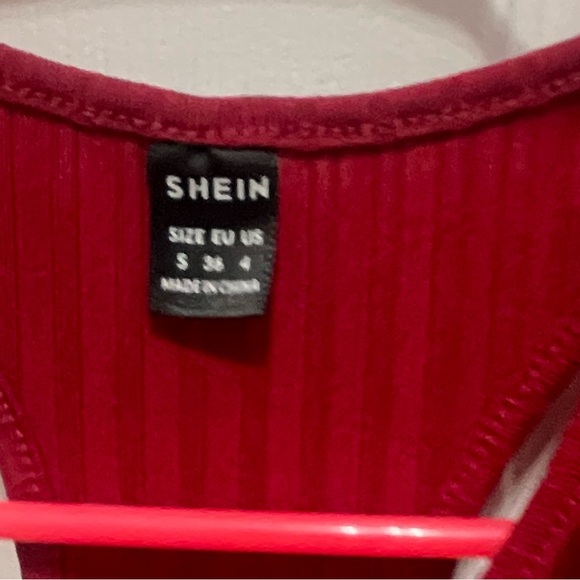 SHEIN
SIZE EU US
S 36 4
MADE IN CHINA